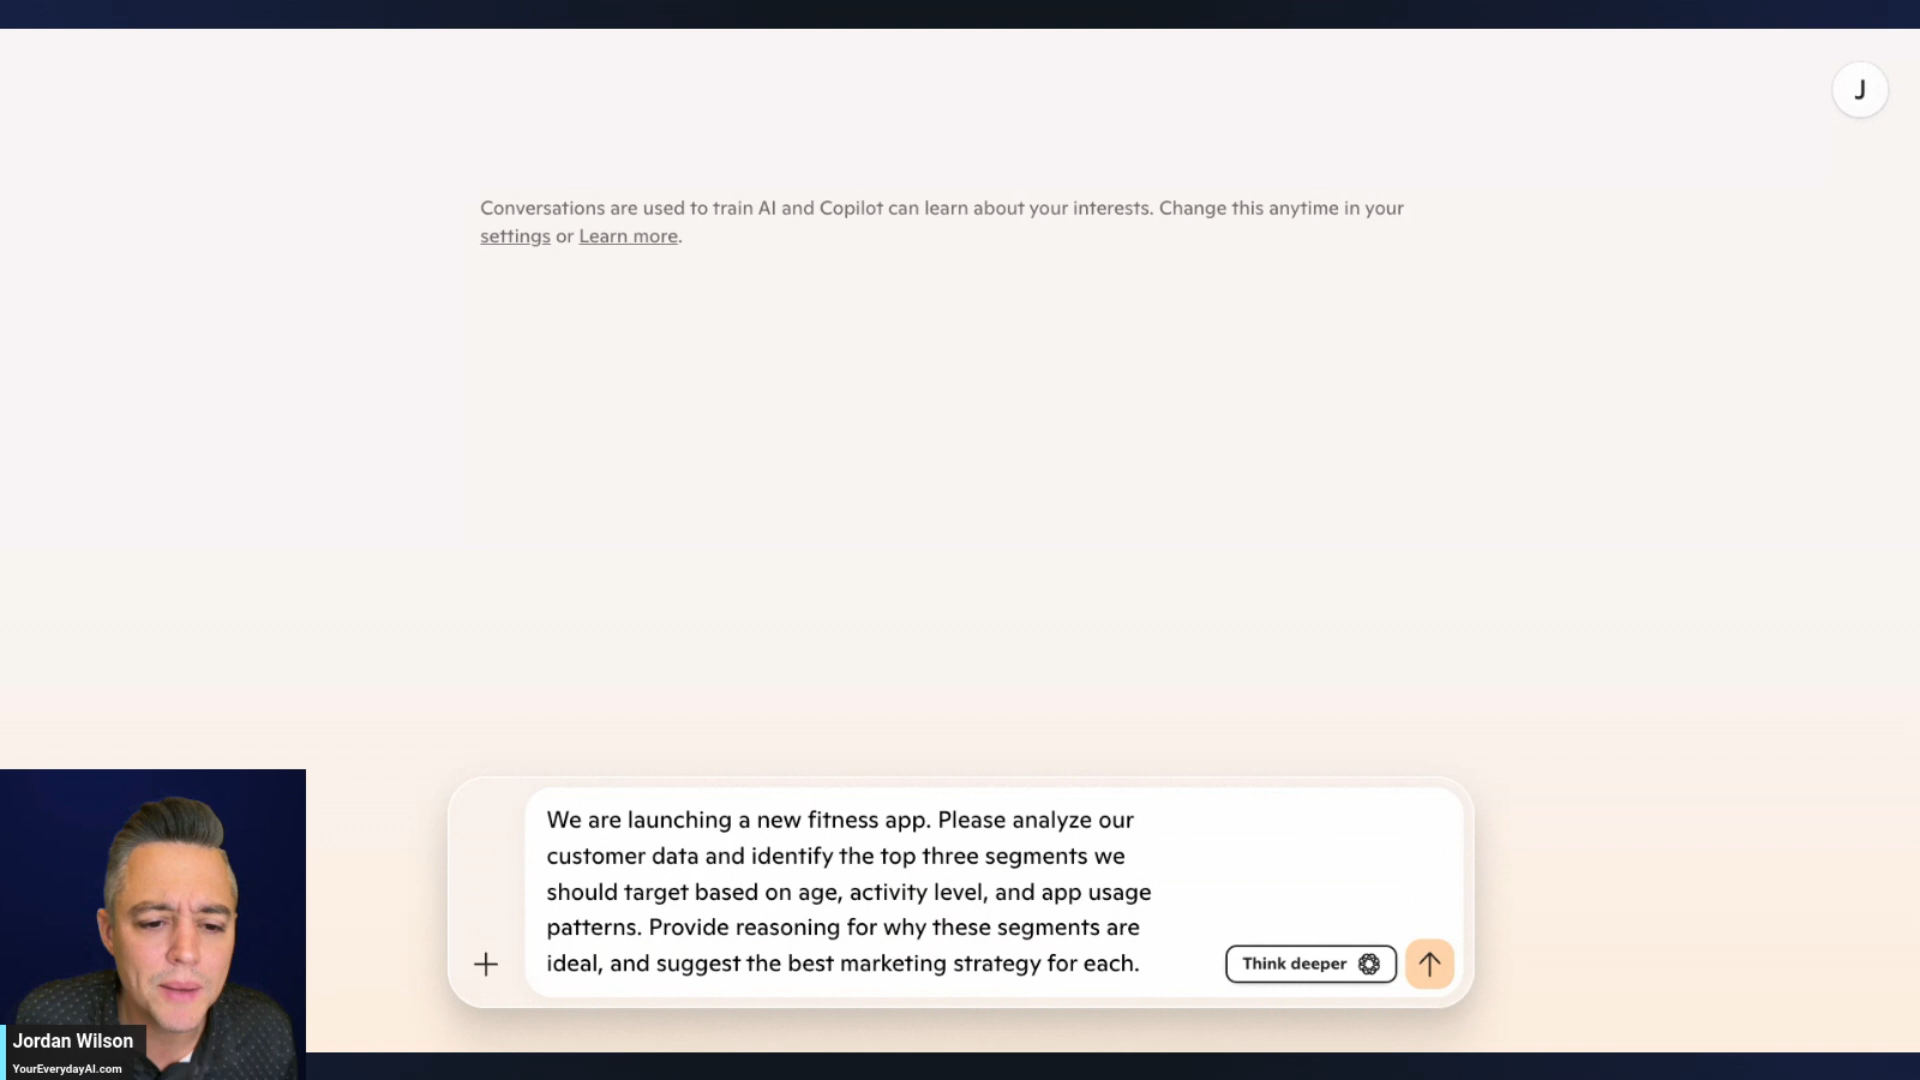 J
Conversations are used to train AI and Copilot can learn about your interests. Change this anytime in your
settings or Learn more.
We are launching a new fitness app. Please analyze our
customer data and identify the top three segments we
should target based on age, activity level, and app usage
patterns. Provide reasoning for why these segments are
ideal, and suggest the best marketing strategy for each.
Think deeper
Jordan Wilson
YourEverydayAI.com